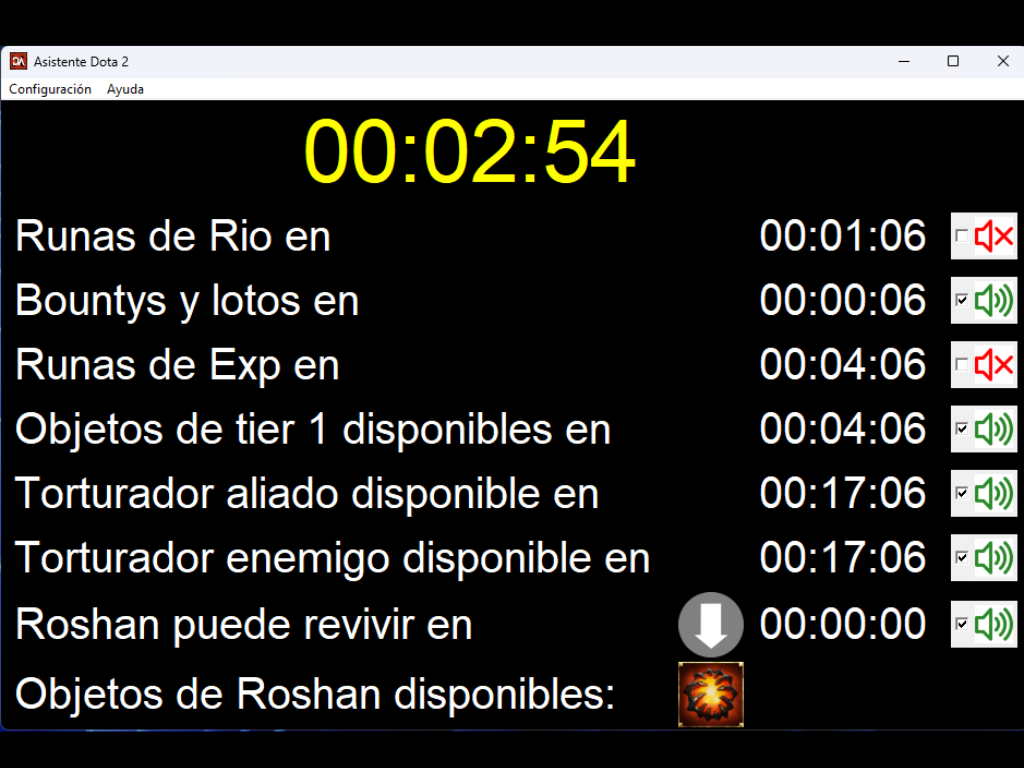 Asistente Dota 2
Configuración Ayuda
00:02:54
Runas de Rio en 00:01:06
Bountys y lotos en 00:00:06
Runas de Exp en 00:04:06
Objetos de tier 1 disponibles en 00:04:06
Torturador aliado disponible en 00:17:06
Torturador enemigo disponible en 00:17:06
Roshan puede revivir en 00:00:00
Objetos de Roshan disponibles: